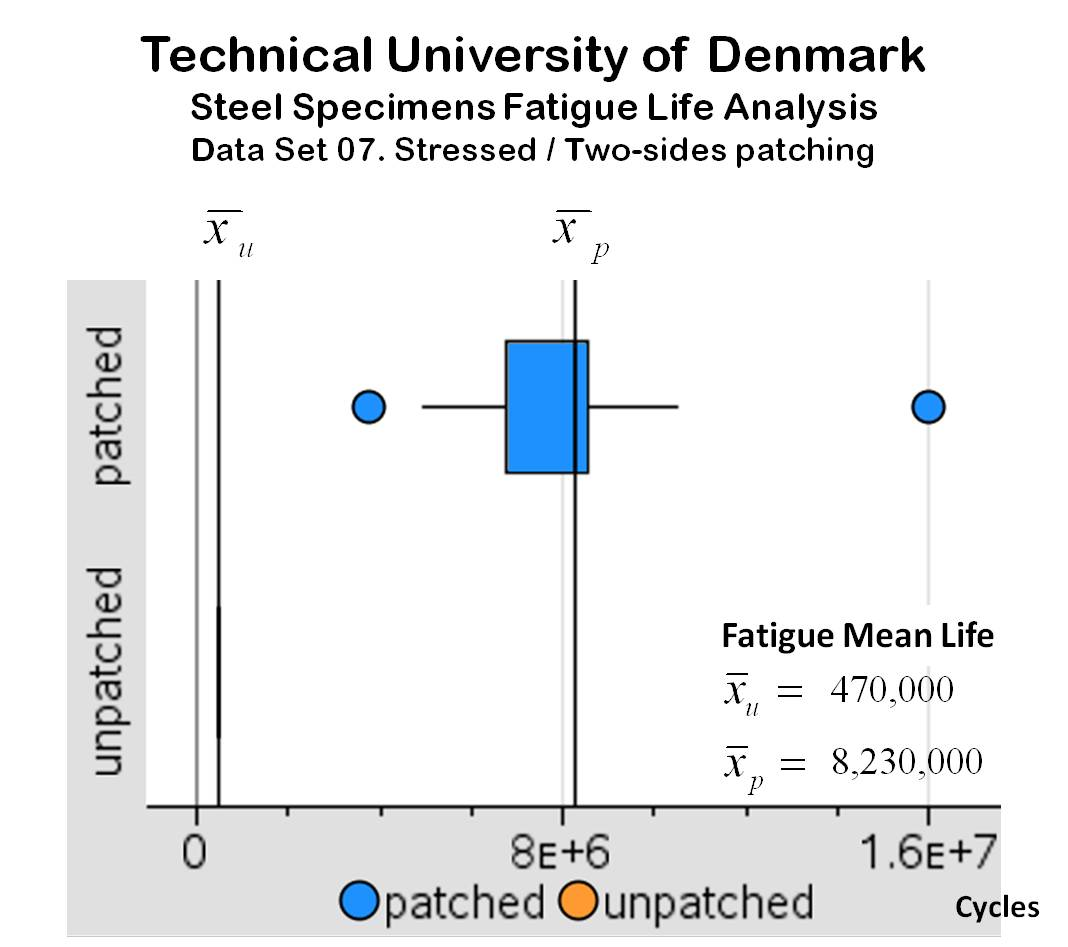 Technical University of Denmark
Steel Specimens Fatigue Life Analysis
Data Set 07. Stressed / Two-sides patching
x̅ u x̅ p
patched
unpatched
Fatigue Mean Life
x̅ u = 470,000
x̅ p = 8,230,000
0 8E+6 1.6E+7
patched unpatched Cycles